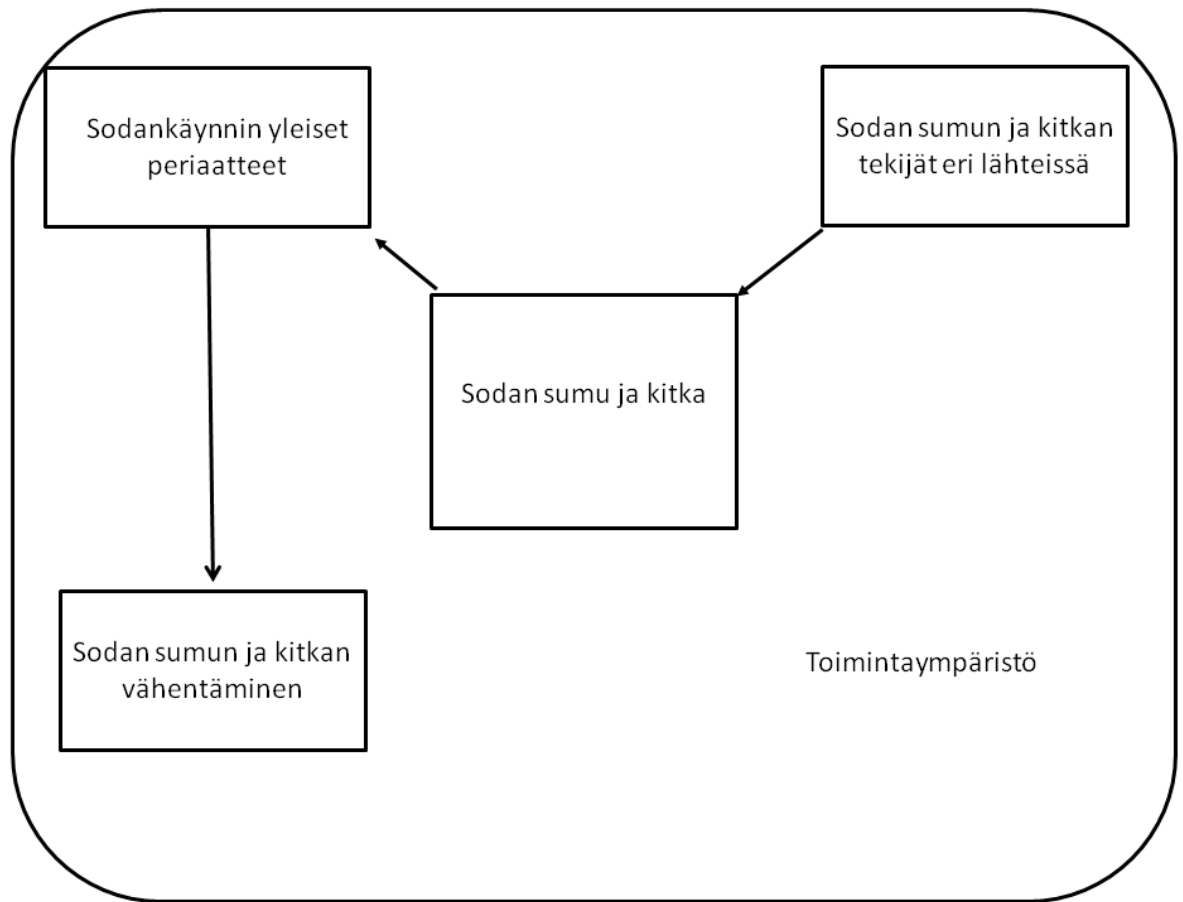 Sodankäynnin yleiset
periaatteet
Sodan sumun ja kitkan
tekijät eri lähteissä
Sodan sumu ja kitka
Sodan sumun ja kitkan
vähentäminen
Toimintaympäristö